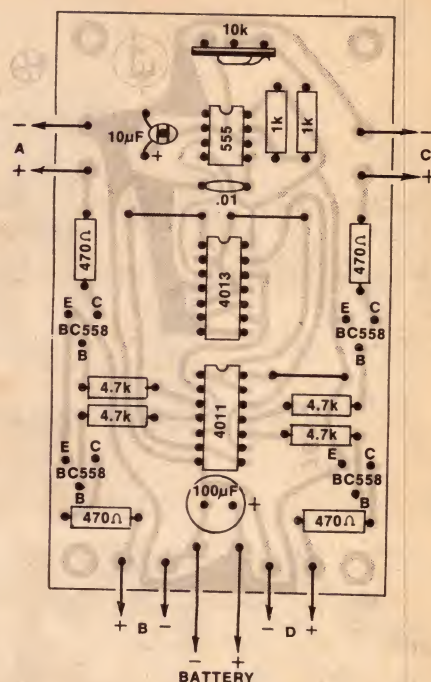 10k
10µF
+
555
1k
1k
−
A
+
−
C
+
.01
470Ω
470Ω
4013
E C
BC558
B
E C
BC558
B
4.7k
4.7k
4011
4.7k
4.7k
E C
BC558
B
E C
BC558
B
100µF
+
470Ω
470Ω
+ B − − D +
− +
BATTERY